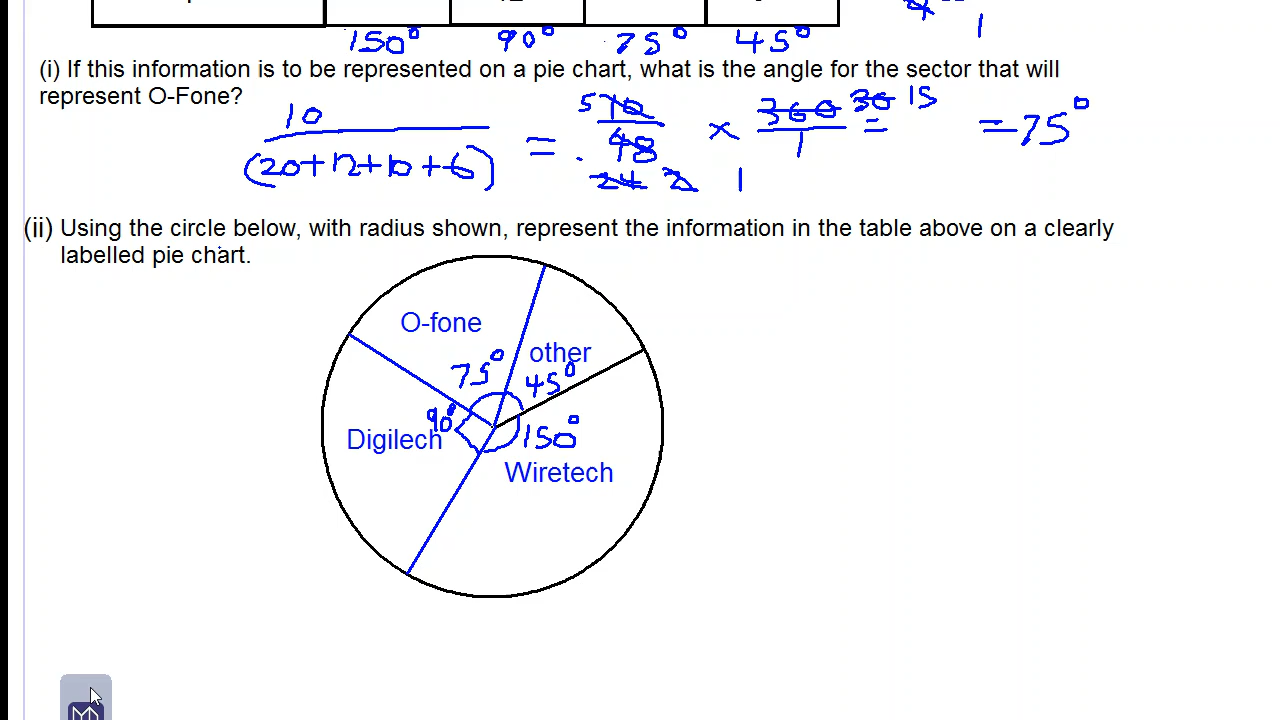 150° 90° 75° 45° 1
(i) If this information is to be represented on a pie chart, what is the angle for the sector that will
represent O-Fone?
10 / (20+12+10+6) = 5 10 / 48 24 2 × 360 / 1 = 30 15 = 75°
1
(ii) Using the circle below, with radius shown, represent the information in the table above on a clearly
labelled pie chart.
O-fone
other
75° 45°
90°
Digilech 150°
Wiretech